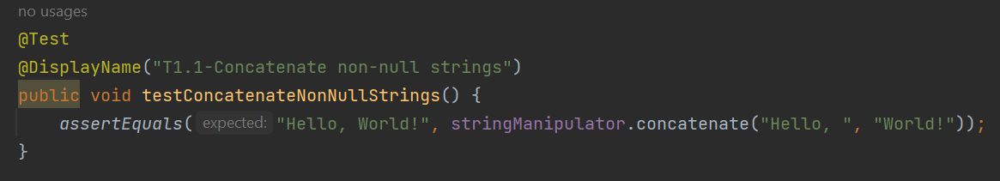 no usages
@Test
@DisplayName("T1.1-Concatenate non-null strings")
public void testConcatenateNonNullStrings() {
    assertEquals( expected: "Hello, World!", stringManipulator.concatenate("Hello, ", "World!"));
}